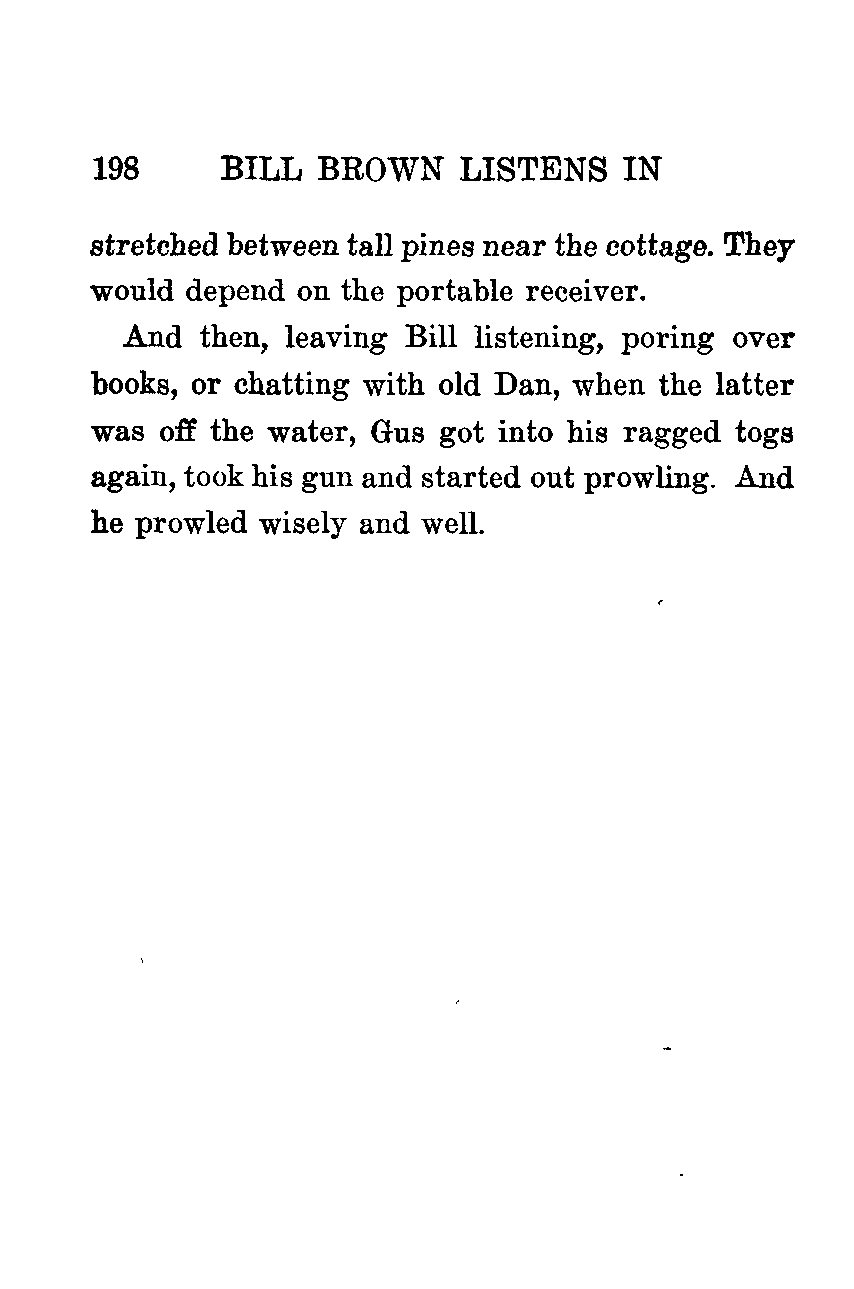 198 BILL BROWN LISTENS IN
stretched between tall pines near the cottage. They
would depend on the portable receiver.
And then, leaving Bill listening, poring over
books, or chatting with old Dan, when the latter
was off the water, Gus got into his ragged togs
again, took his gun and started out prowling. And
he prowled wisely and well.